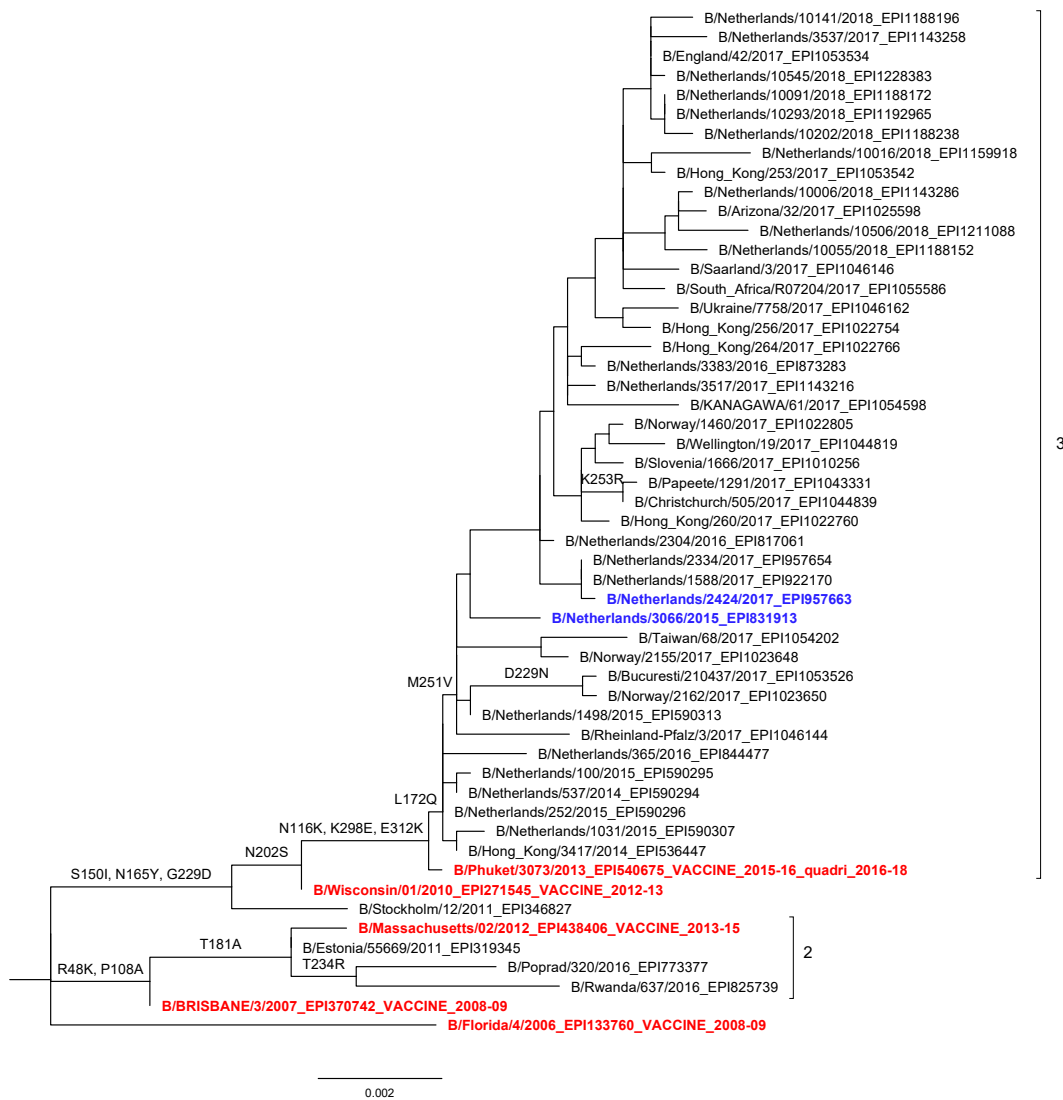 B/Netherlands/10141/2018_EPI1188196
B/Netherlands/3537/2017_EPI1143258
B/England/42/2017_EPI1053534
B/Netherlands/10545/2018_EPI1228383
B/Netherlands/10091/2018_EPI1188172
B/Netherlands/10293/2018_EPI1192965
B/Netherlands/10202/2018_EPI1188238
B/Netherlands/10016/2018_EPI1159918
B/Hong_Kong/253/2017_EPI1053542
B/Netherlands/10006/2018_EPI1143286
B/Arizona/32/2017_EPI1025598
B/Netherlands/10506/2018_EPI1211088
B/Netherlands/10055/2018_EPI1188152
B/Saarland/3/2017_EPI1046146
B/South_Africa/R07204/2017_EPI1055586
B/Ukraine/7758/2017_EPI1046162
B/Hong_Kong/256/2017_EPI1022754
B/Hong_Kong/264/2017_EPI1022766
B/Netherlands/3383/2016_EPI873283
B/Netherlands/3517/2017_EPI1143216
B/KANAGAWA/61/2017_EPI1054598
B/Norway/1460/2017_EPI1022805
B/Wellington/19/2017_EPI1044819
3
B/Slovenia/1666/2017_EPI1010256
K253R
B/Papeete/1291/2017_EPI1043331
B/Christchurch/505/2017_EPI1044839
B/Hong_Kong/260/2017_EPI1022760
B/Netherlands/2304/2016_EPI817061
B/Netherlands/2334/2017_EPI957654
B/Netherlands/1588/2017_EPI922170
B/Netherlands/2424/2017_EPI957663
B/Netherlands/3066/2015_EPI831913
B/Taiwan/68/2017_EPI1054202
B/Norway/2155/2017_EPI1023648
D229N
B/Bucuresti/210437/2017_EPI1053526
M251V
B/Norway/2162/2017_EPI1023650
B/Netherlands/1498/2015_EPI590313
B/Rheinland-Pfalz/3/2017_EPI1046144
B/Netherlands/365/2016_EPI844477
B/Netherlands/100/2015_EPI590295
B/Netherlands/537/2014_EPI590294
L172Q
B/Netherlands/252/2015_EPI590296
N116K, K298E, E312K
B/Netherlands/1031/2015_EPI590307
B/Hong_Kong/3417/2014_EPI536447
N202S
B/Phuket/3073/2013_EPI540675_VACCINE_2015-16_quadri_2016-18
S150I, N165Y, G229D
B/Wisconsin/01/2010_EPI271545_VACCINE_2012-13
B/Stockholm/12/2011_EPI346827
B/Massachusetts/02/2012_EPI438406_VACCINE_2013-15
T181A
B/Estonia/55669/2011_EPI319345
2
T234R
R48K, P108A
B/Poprad/320/2016_EPI773377
B/Rwanda/637/2016_EPI825739
B/BRISBANE/3/2007_EPI370742_VACCINE_2008-09
B/Florida/4/2006_EPI133760_VACCINE_2008-09
0.002